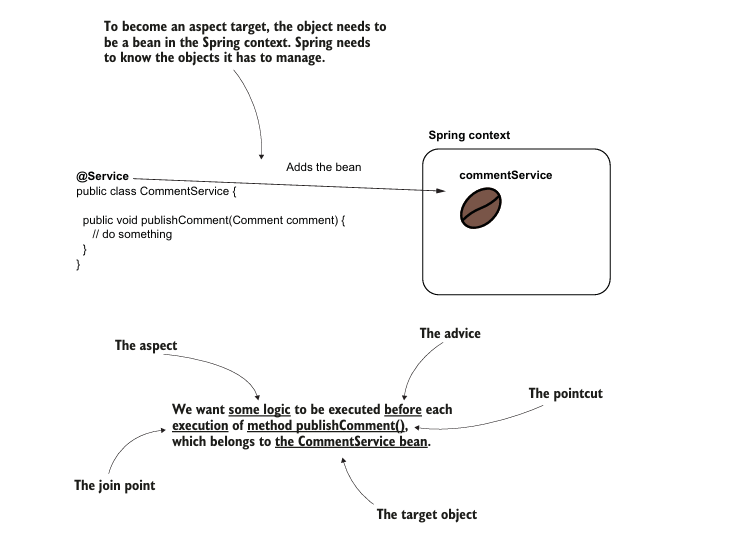 To become an aspect target, the object needs to
be a bean in the Spring context. Spring needs
to know the objects it has to manage.
Spring context
Adds the bean
commentService
@Service
public class CommentService {
public void publishComment(Comment comment) {
// do something
}
}
The aspect
The advice
The pointcut
We want some logic to be executed before each
execution of method publishComment(),
which belongs to the CommentService bean.
The join point
The target object